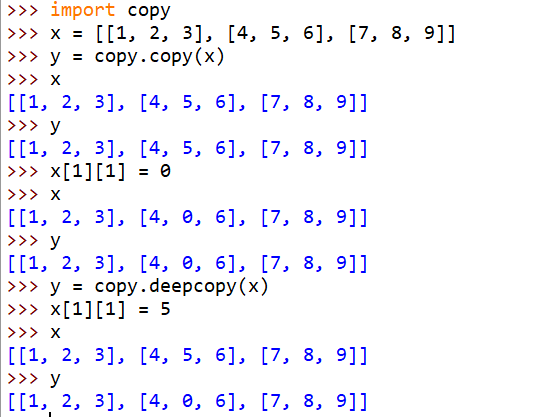 >>> import copy
>>> x = [[1, 2, 3], [4, 5, 6], [7, 8, 9]]
>>> y = copy.copy(x)
>>> x
[[1, 2, 3], [4, 5, 6], [7, 8, 9]]
>>> y
[[1, 2, 3], [4, 5, 6], [7, 8, 9]]
>>> x[1][1] = 0
>>> x
[[1, 2, 3], [4, 0, 6], [7, 8, 9]]
>>> y
[[1, 2, 3], [4, 0, 6], [7, 8, 9]]
>>> y = copy.deepcopy(x)
>>> x[1][1] = 5
>>> x
[[1, 2, 3], [4, 5, 6], [7, 8, 9]]
>>> y
[[1, 2, 3], [4, 0, 6], [7, 8, 9]]